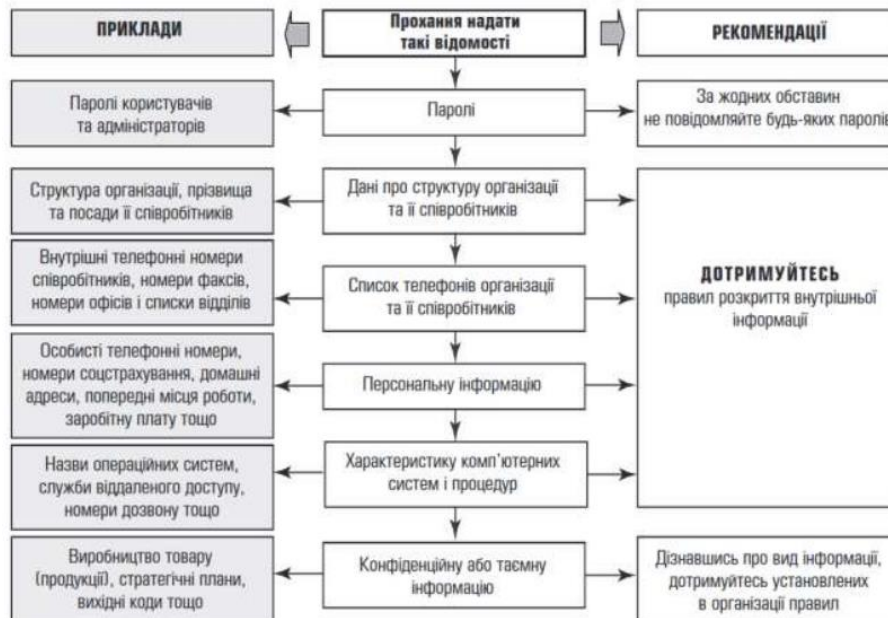 ПРИКЛАДИ
Прохання надати
такі відомості
РЕКОМЕНДАЦІЇ
Паролі користувачів
та адміністраторів
Паролі
За жодних обставин
не повідомляйте будь-яких паролів
Структура організації, прізвища
та посади її співробітників
Дані про структуру організації
та її співробітників
Внутрішні телефонні номери
співробітників, номери факсів,
номери офісів і списки відділів
Список телефонів організації
та її співробітників
ДОТРИМУЙТЕСЬ
правил розкриття внутрішньої
інформації
Особисті телефонні номери,
номери соцстрахування, домашні
адреси, попередні місця роботи,
заробітну плату тощо
Персональну інформацію
Назви операційних систем,
служби віддаленого доступу,
номери дозвону тощо
Характеристику комп’ютерних
систем і процедур
Виробництво товару
(продукції), стратегічні плани,
вихідні коди тощо
Конфіденційну або таємну
інформацію
Дізнавшись про вид інформації,
дотримуйтесь установлених
в організації правил